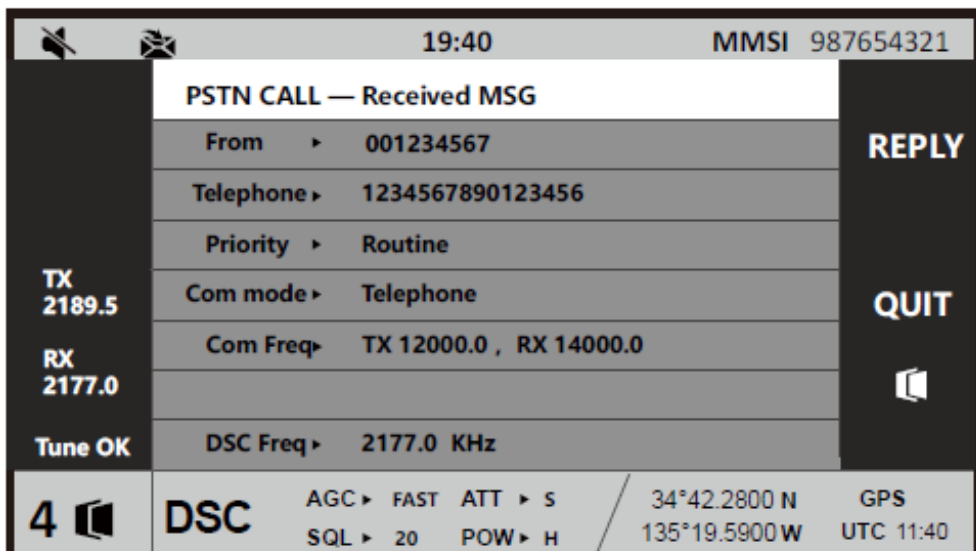 19:40 MMSI 987654321
PSTN CALL — Received MSG
From ▸ 001234567
REPLY
Telephone ▸ 1234567890123456
Priority ▸ Routine
TX
2189.5
Com mode ▸ Telephone
QUIT
Com Freq▸ TX 12000.0 , RX 14000.0
RX
2177.0
Tune OK
DSC Freq ▸ 2177.0 KHz
4 DSC
AGC ▸ FAST ATT ▸ S
SQL ▸ 20 POW ▸ H
34°42.2800 N
135°19.5900 W
GPS
UTC 11:40